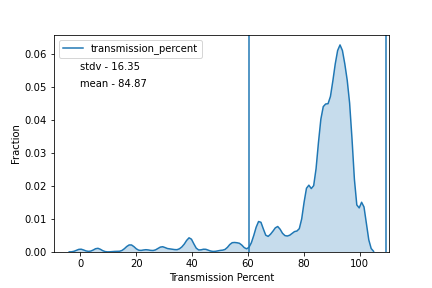 transmission_percent
stdv - 16.35
mean - 84.87
0.06
0.05
0.04
0.03
0.02
0.01
0.00
Fraction
0 20 40 60 80 100
Transmission Percent